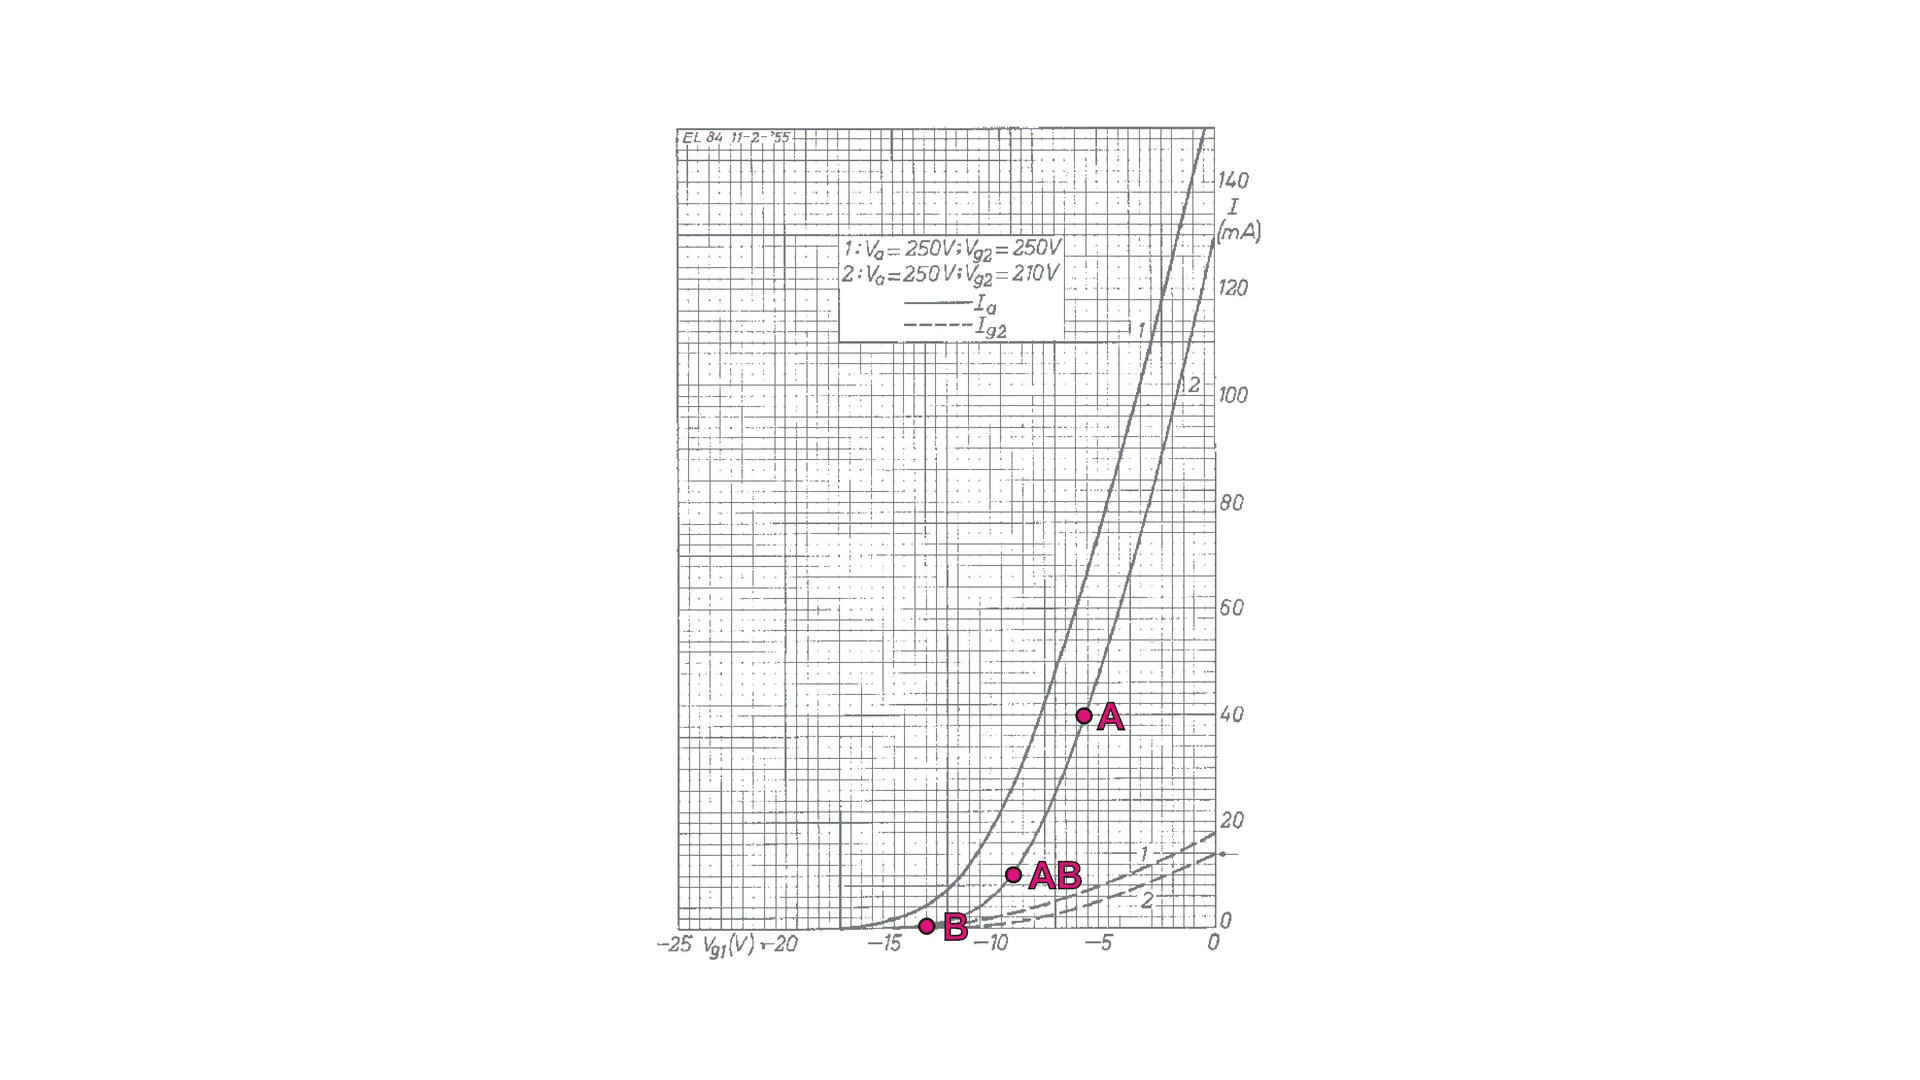 EL 84 11-2-'55
140
I
(mA)
1: Va=250V; Vg2=250V
2: Va=250V; Vg2=210V
Ia
Ig2
120
1
2
100
80
60
40
A
20
1
AB
2
B
0
-25 Vg1(V) -20 -15 -10 -5 0